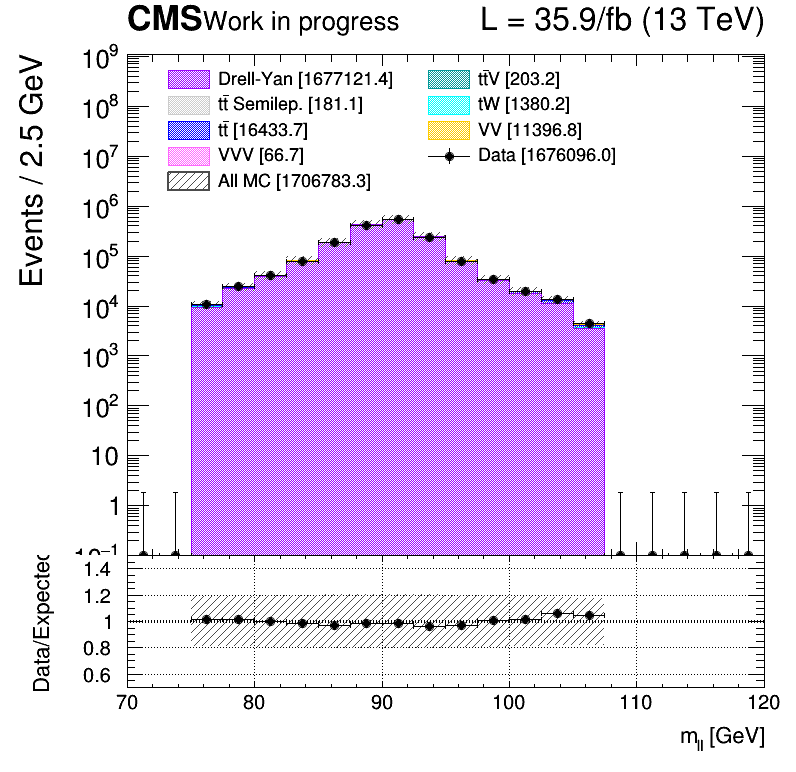 CMS Work in progress L = 35.9/fb (13 TeV)
Events / 2.5 GeV
10⁹
10⁸
10⁷
10⁶
10⁵
10⁴
10³
10²
10
1
10⁻¹
Drell-Yan [1677121.4]
tt̄ Semilep. [181.1]
tt̄ [16433.7]
VVV [66.7]
All MC [1706783.3]
tt̄V [203.2]
tW [1380.2]
VV [11396.8]
Data [1676096.0]
Data/Expected
1.4
1.2
1
0.8
0.6
70 80 90 100 110 120
m_ll [GeV]